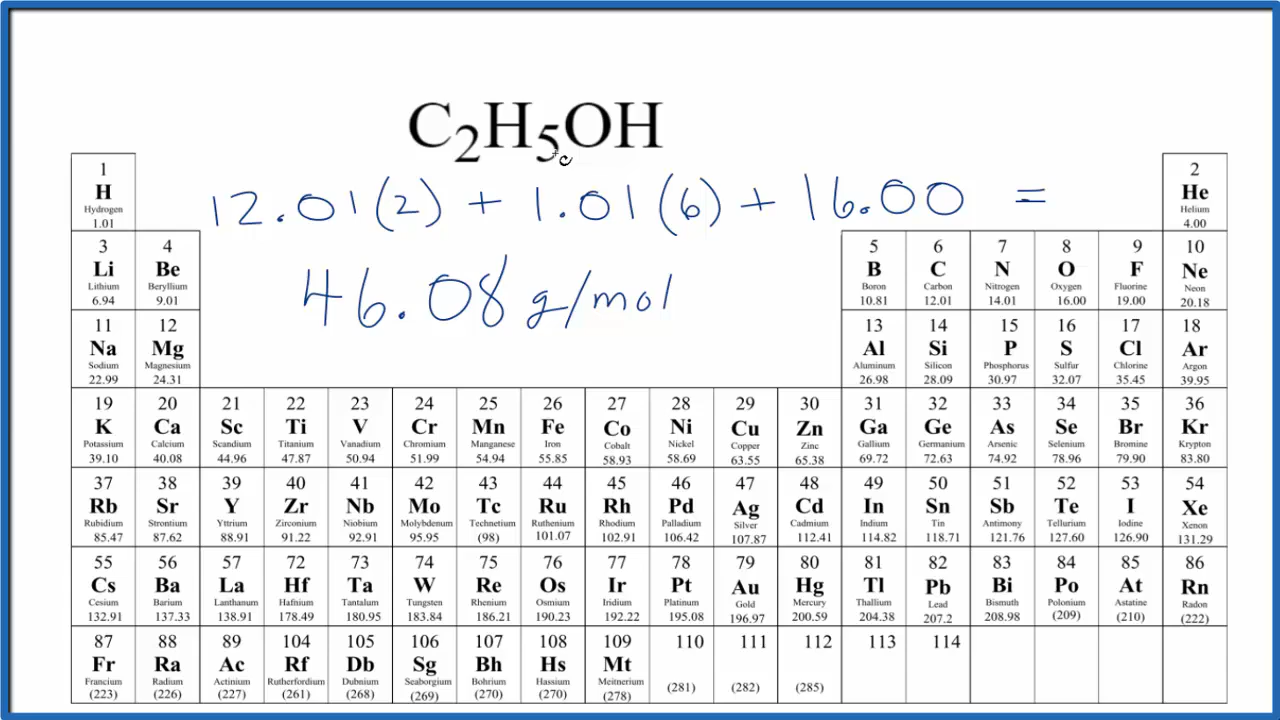 C₂H₅OH
12.01(2) + 1.01(6) + 16.00 =
46.08 g/mol
1 2
H He
Hydrogen Helium
1.01 4.00
3 4 5 6 7 8 9 10
Li Be B C N O F Ne
Lithium Beryllium Boron Carbon Nitrogen Oxygen Fluorine Neon
6.94 9.01 10.81 12.01 14.01 16.00 19.00 20.18
11 12 13 14 15 16 17 18
Na Mg Al Si P S Cl Ar
Sodium Magnesium Aluminum Silicon Phosphorus Sulfur Chlorine Argon
22.99 24.31 26.98 28.09 30.97 32.07 35.45 39.95
19 20 21 22 23 24 25 26 27 28 29 30 31 32 33 34 35 36
K Ca Sc Ti V Cr Mn Fe Co Ni Cu Zn Ga Ge As Se Br Kr
Potassium Calcium Scandium Titanium Vanadium Chromium Manganese Iron Cobalt Nickel Copper Zinc Gallium Germanium Arsenic Selenium Bromine Krypton
39.10 40.08 44.96 47.87 50.94 51.99 54.94 55.85 58.93 58.69 63.55 65.38 69.72 72.63 74.92 78.96 79.90 83.80
37 38 39 40 41 42 43 44 45 46 47 48 49 50 51 52 53 54
Rb Sr Y Zr Nb Mo Tc Ru Rh Pd Ag Cd In Sn Sb Te I Xe
Rubidium Strontium Yttrium Zirconium Niobium Molybdenum Technetium Ruthenium Rhodium Palladium Silver Cadmium Indium Tin Antimony Tellurium Iodine Xenon
85.47 87.62 88.91 91.22 92.91 95.95 (98) 101.07 102.91 106.42 107.87 112.41 114.82 118.71 121.76 127.60 126.90 131.29
55 56 57 72 73 74 75 76 77 78 79 80 81 82 83 84 85 86
Cs Ba La Hf Ta W Re Os Ir Pt Au Hg Tl Pb Bi Po At Rn
Cesium Barium Lanthanum Hafnium Tantalum Tungsten Rhenium Osmium Iridium Platinum Gold Mercury Thallium Lead Bismuth Polonium Astatine Radon
132.91 137.33 138.91 178.49 180.95 183.84 186.21 190.23 192.22 195.08 196.97 200.59 204.38 207.2 208.98 (209) (210) (222)
87 88 89 104 105 106 107 108 109 110 111 112 113 114
Fr Ra Ac Rf Db Sg Bh Hs Mt
Francium Radium Actinium Rutherfordium Dubnium Seaborgium Bohrium Hassium Meitnerium
(223) (226) (227) (261) (268) (269) (270) (270) (278) (281) (282) (285)